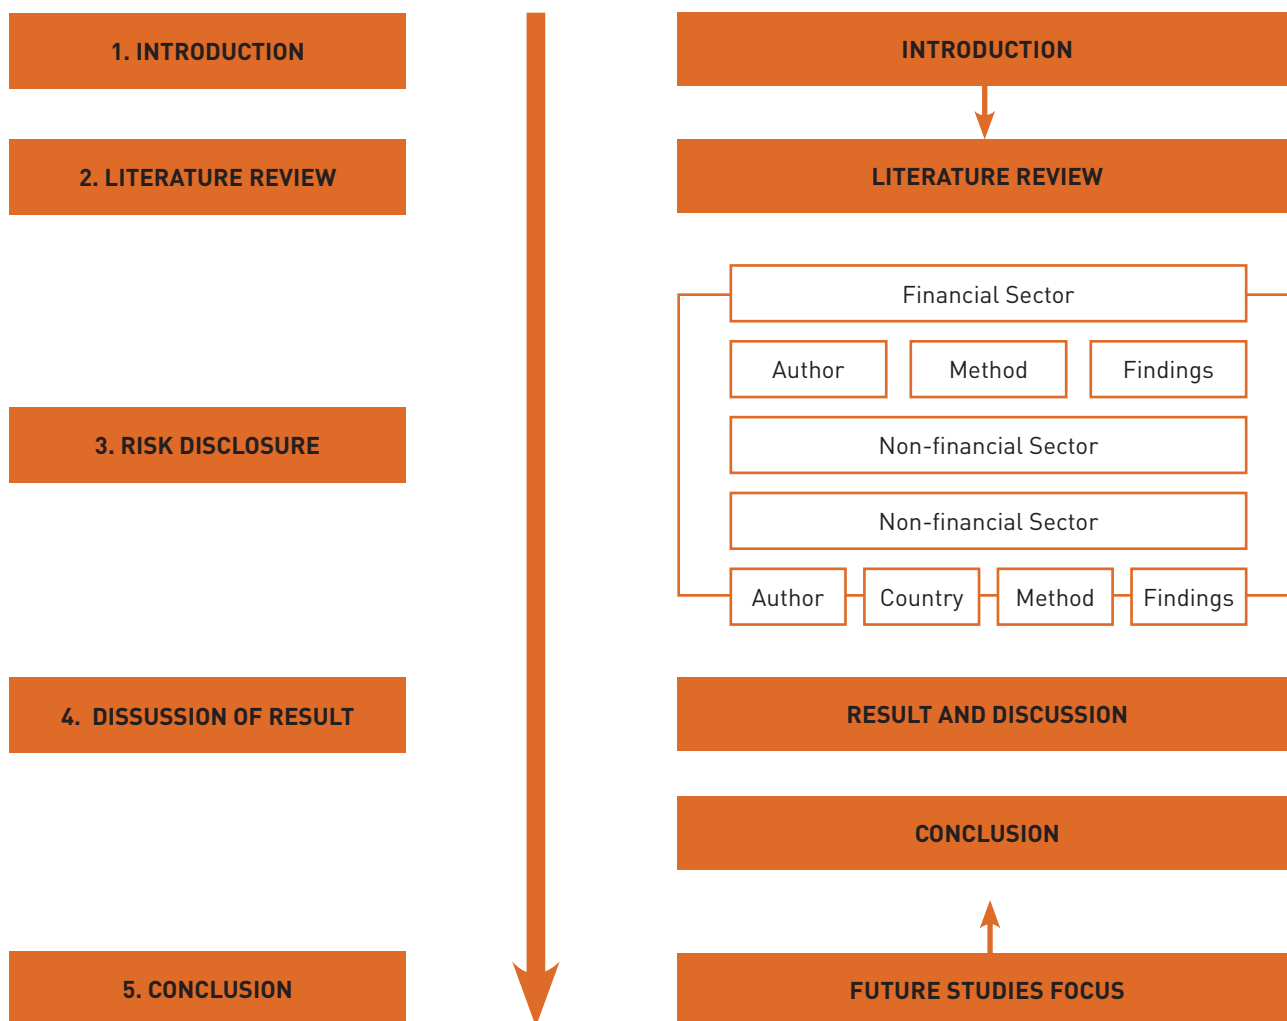 1. INTRODUCTION
2. LITERATURE REVIEW
3. RISK DISCLOSURE
4. DISSUSSION OF RESULT
5. CONCLUSION
INTRODUCTION
LITERATURE REVIEW
Financial Sector
Author
Method
Findings
Non-financial Sector
Non-financial Sector
Author
Country
Method
Findings
RESULT AND DISCUSSION
CONCLUSION
FUTURE STUDIES FOCUS